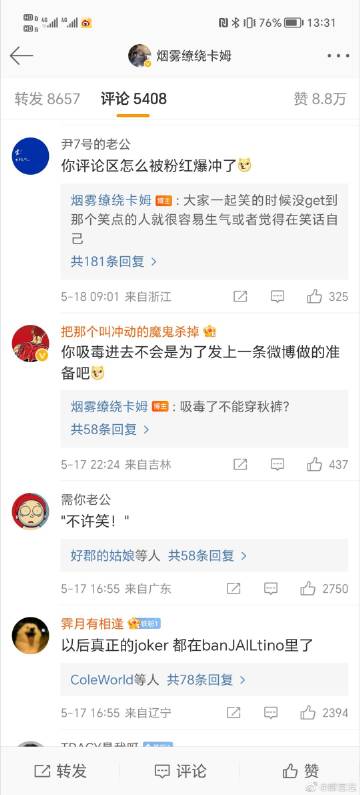 76% 13:31
烟雾缭绕卡姆
转发 8657 评论 5408 赞 8.8万
尹7号的老公
你评论区怎么被粉红爆冲了
烟雾缭绕卡姆 博主 : 大家一起笑的时候没get到
那个笑点的人就很容易生气或者觉得在笑话自
己
共181条回复 >
5-18 09:01 来自浙江 325
把那个叫冲动的魔鬼杀掉
你吸毒进去不会是为了发上一条微博做的准
备吧
烟雾缭绕卡姆 博主 : 吸毒了不能穿秋裤?
共58条回复 >
5-17 22:24 来自吉林 437
需你老公
"不许笑！"
好郡的姑娘等人 共58条回复 >
5-17 16:55 来自广东 2750
霁月有相逢 铁粉1
以后真正的joker 都在banJAILtino里了
ColeWorld等人 共78条回复 >
5-17 16:55 来自辽宁 2394
转发 评论 赞